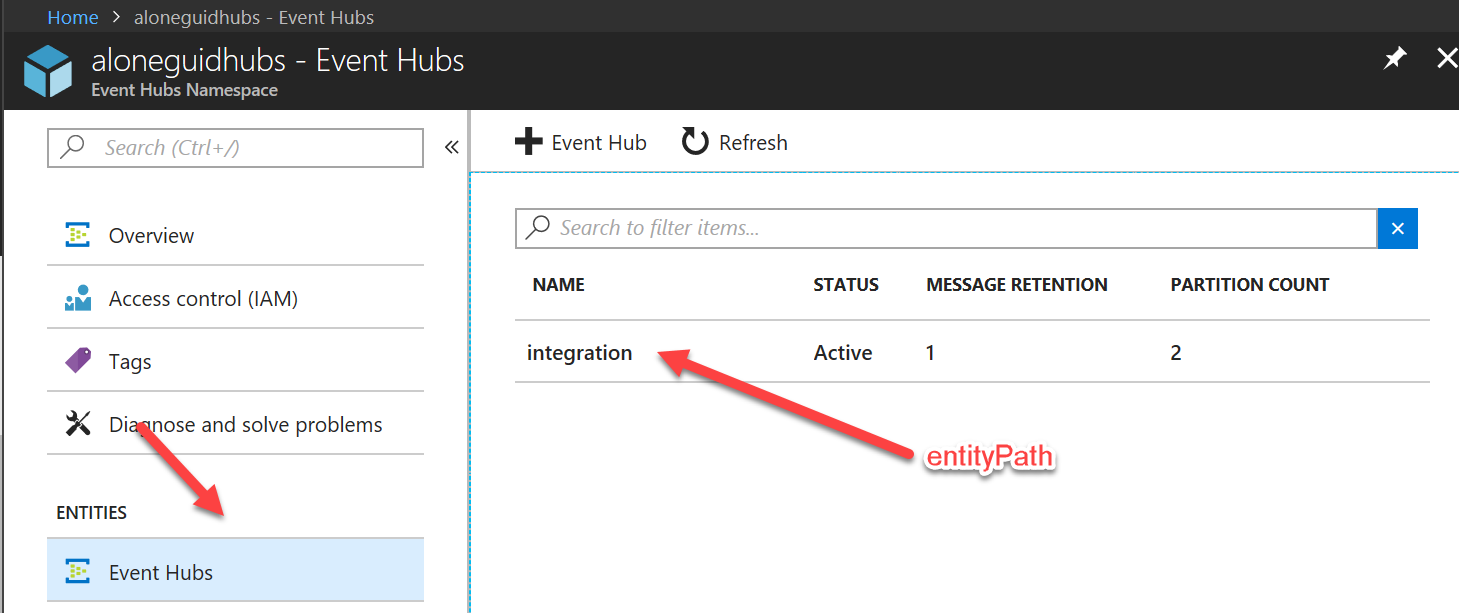 Home > aloneguidhubs - Event Hubs
aloneguidhubs - Event Hubs
Event Hubs Namespace
Search (Ctrl+/)
«
Overview
Access control (IAM)
Tags
Diagnose and solve problems
ENTITIES
Event Hubs
Event Hub Refresh
Search to filter items...
NAME STATUS MESSAGE RETENTION PARTITION COUNT
integration Active 1 2
entityPath